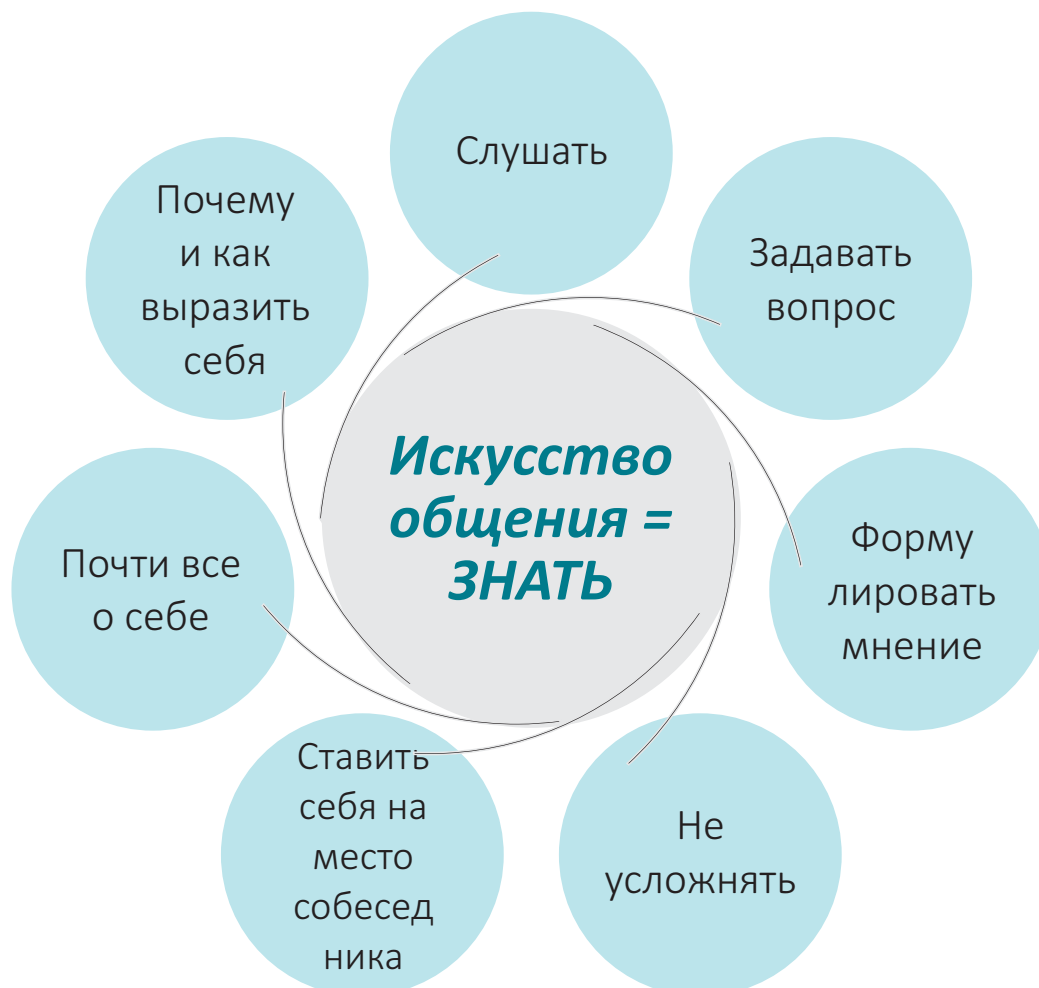 Слушать
Задавать
вопрос
Форму
лировать
мнение
Не
усложнять
Ставить
себя на
место
собесед
ника
Почти все
о себе
Почему
и как
выразить
себя
Искусство
общения =
ЗНАТЬ